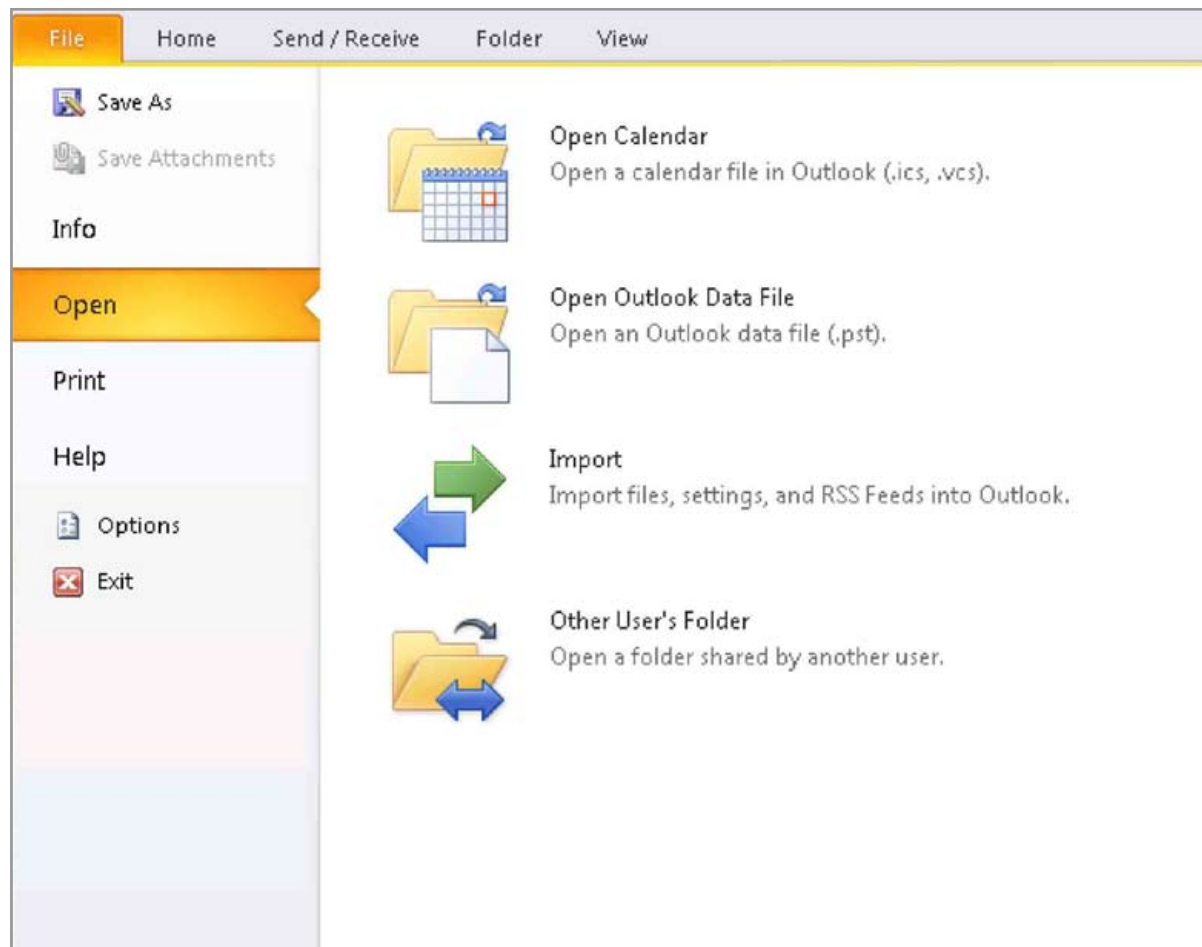 File Home Send / Receive Folder View
Save As
Save Attachments
Info
Open
Print
Help
Options
Exit
Open Calendar
Open a calendar file in Outlook (.ics, .vcs).
Open Outlook Data File
Open an Outlook data file (.pst).
Import
Import files, settings, and RSS Feeds into Outlook.
Other User's Folder
Open a folder shared by another user.